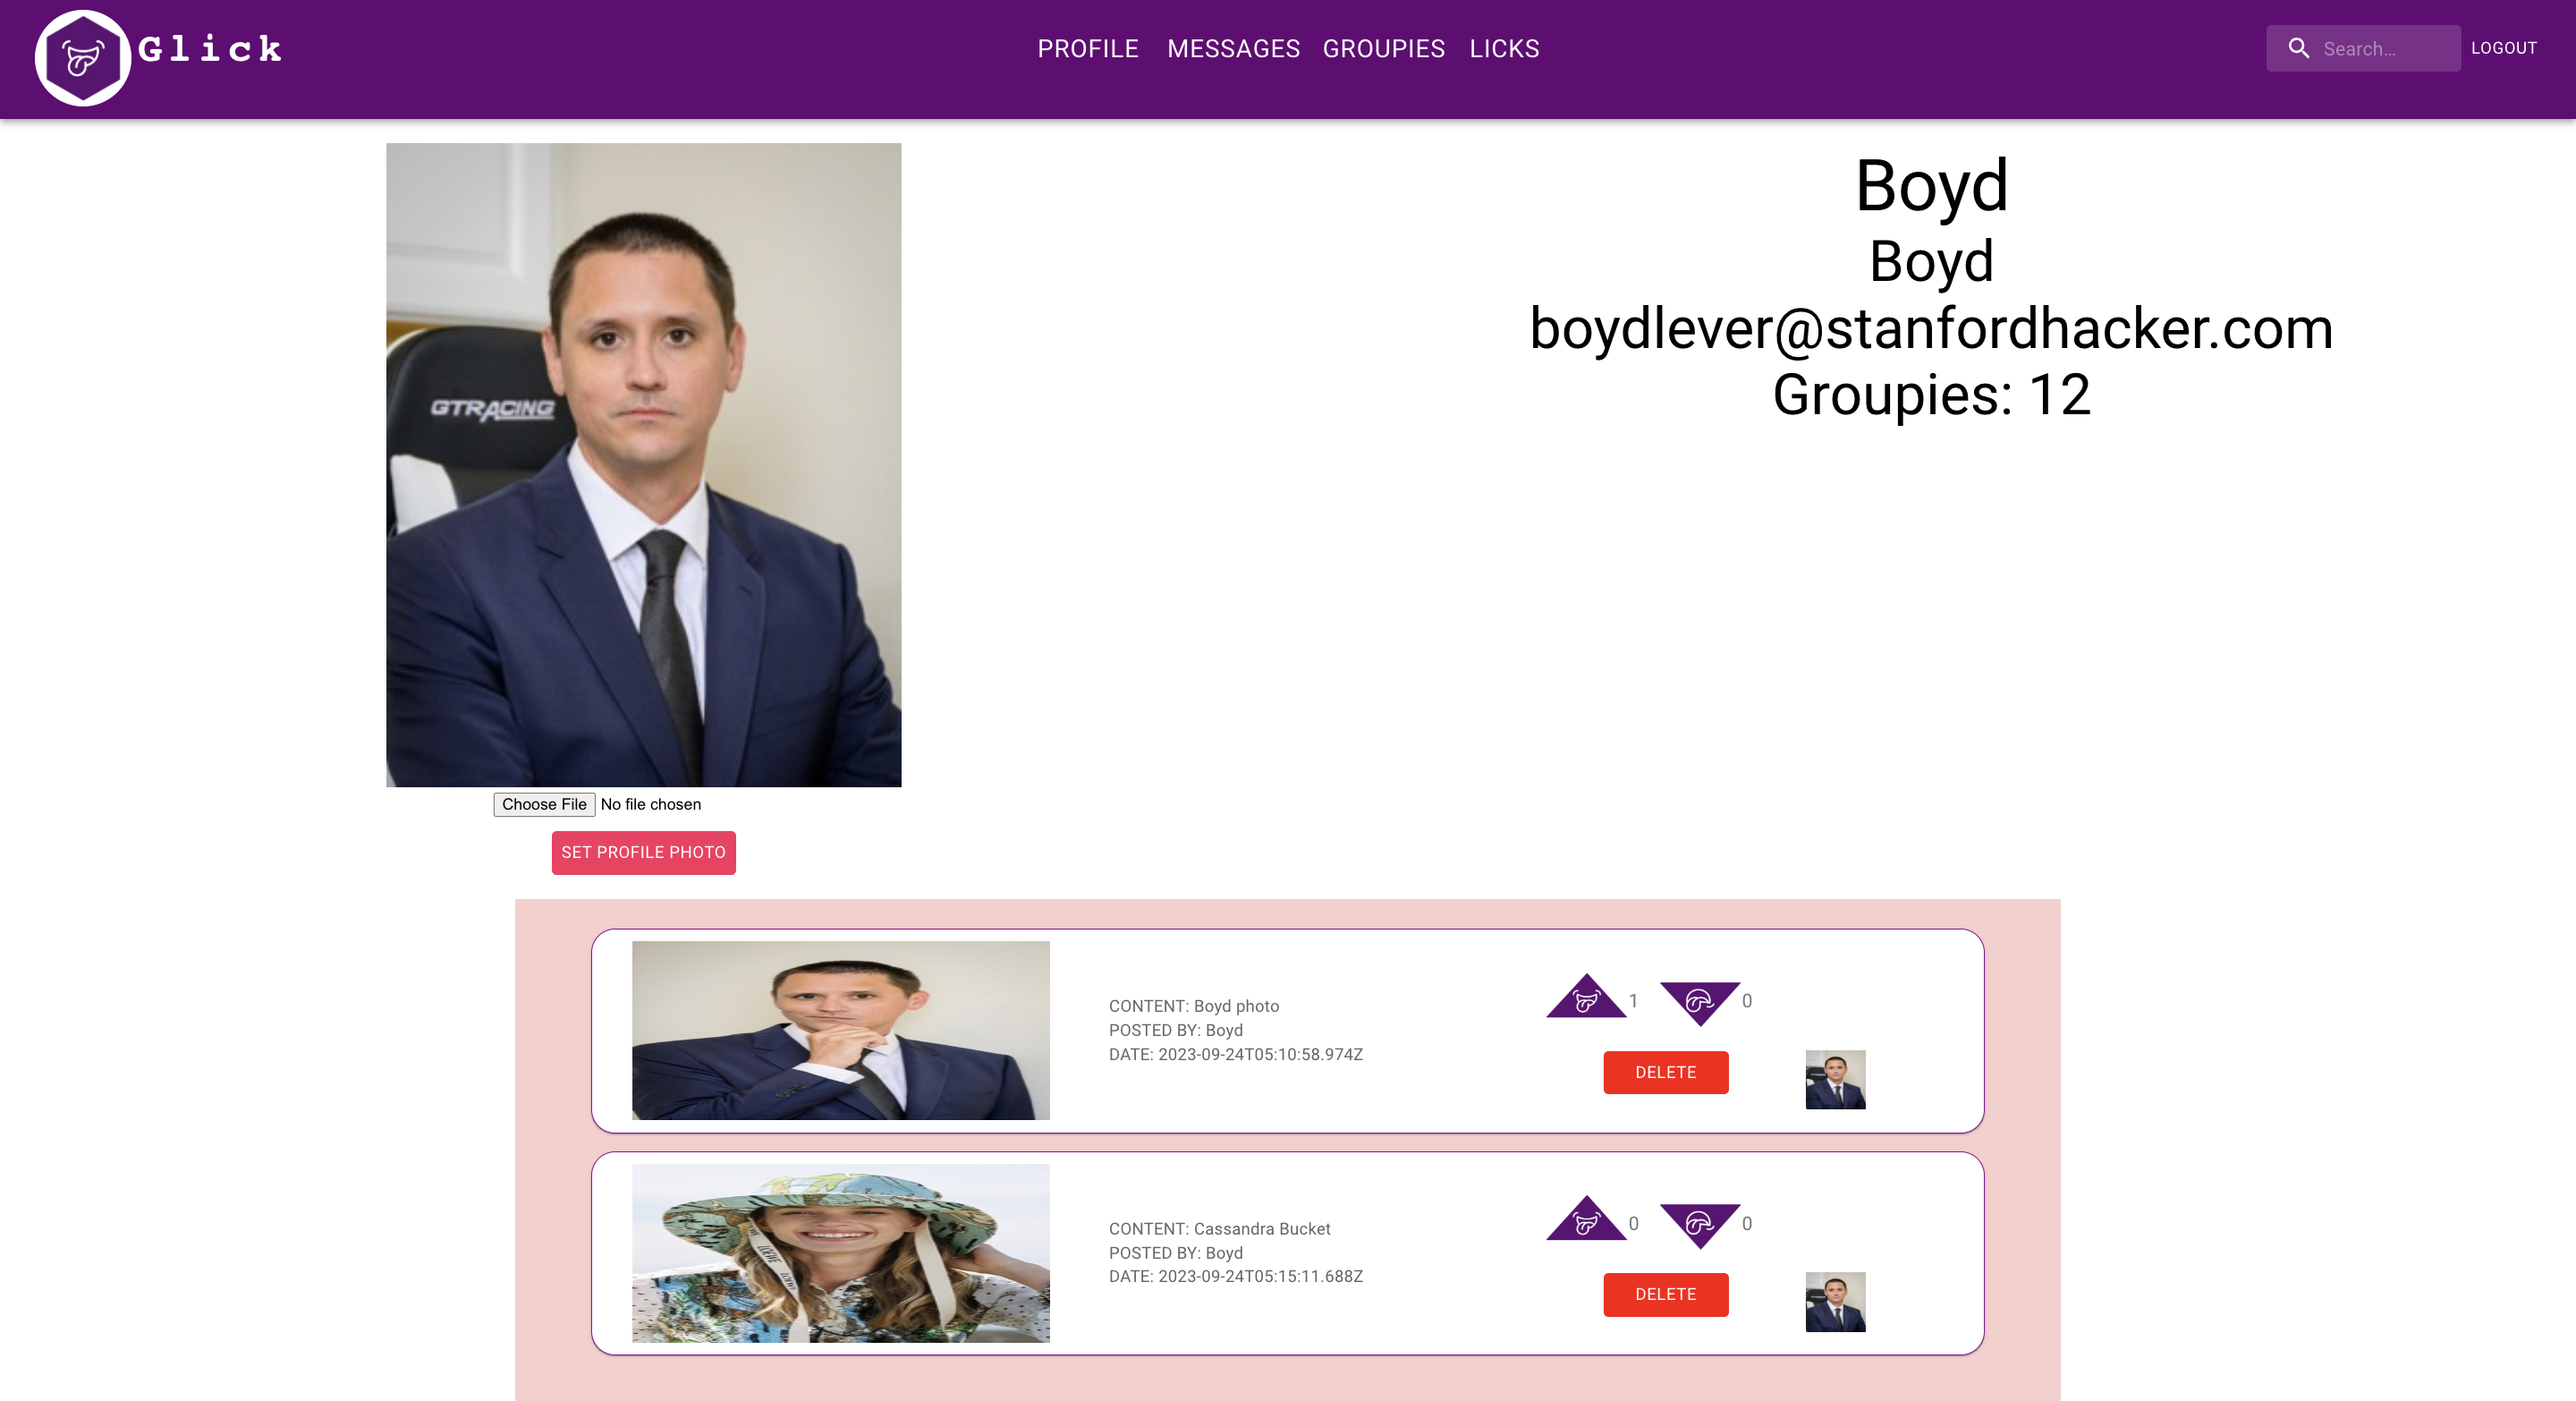 Glick
PROFILE MESSAGES GROUPIES LICKS
Search...
LOGOUT
GTRACING
Boyd
Boyd
boydlever@stanfordhacker.com
Groupies: 12
Choose File No file chosen
SET PROFILE PHOTO
CONTENT: Boyd photo
POSTED BY: Boyd
DATE: 2023-09-24T05:10:58.974Z
1
0
DELETE
LOEWE
CONTENT: Cassandra Bucket
POSTED BY: Boyd
DATE: 2023-09-24T05:15:11.688Z
0
0
DELETE